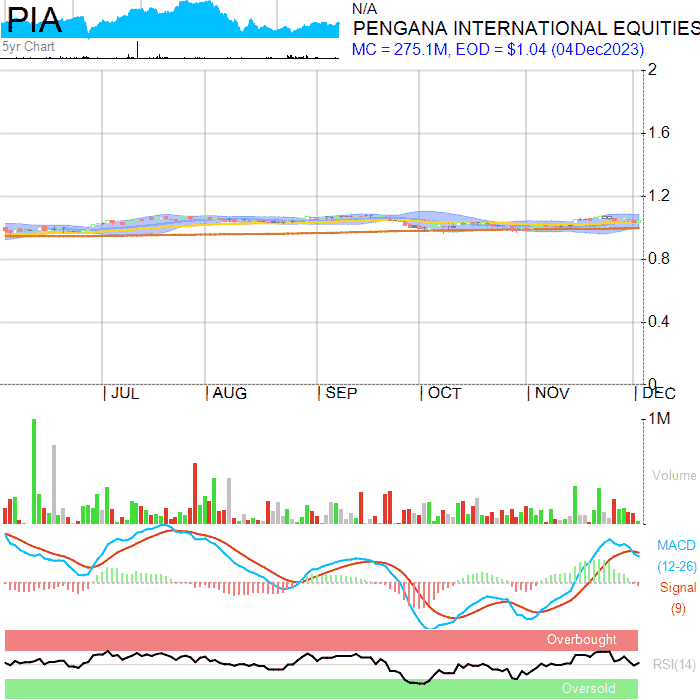 PIA
N/A
PENGANA INTERNATIONAL EQUITIES
5yr Chart
MC = 275.1M, EOD = $1.04 (04Dec2023)
2
1.6
1.2
0.8
0.4
0
JUL AUG SEP OCT NOV DEC
1M
Volume
MACD
(12-26)
Signal
(9)
Overbought
RSI(14)
Oversold